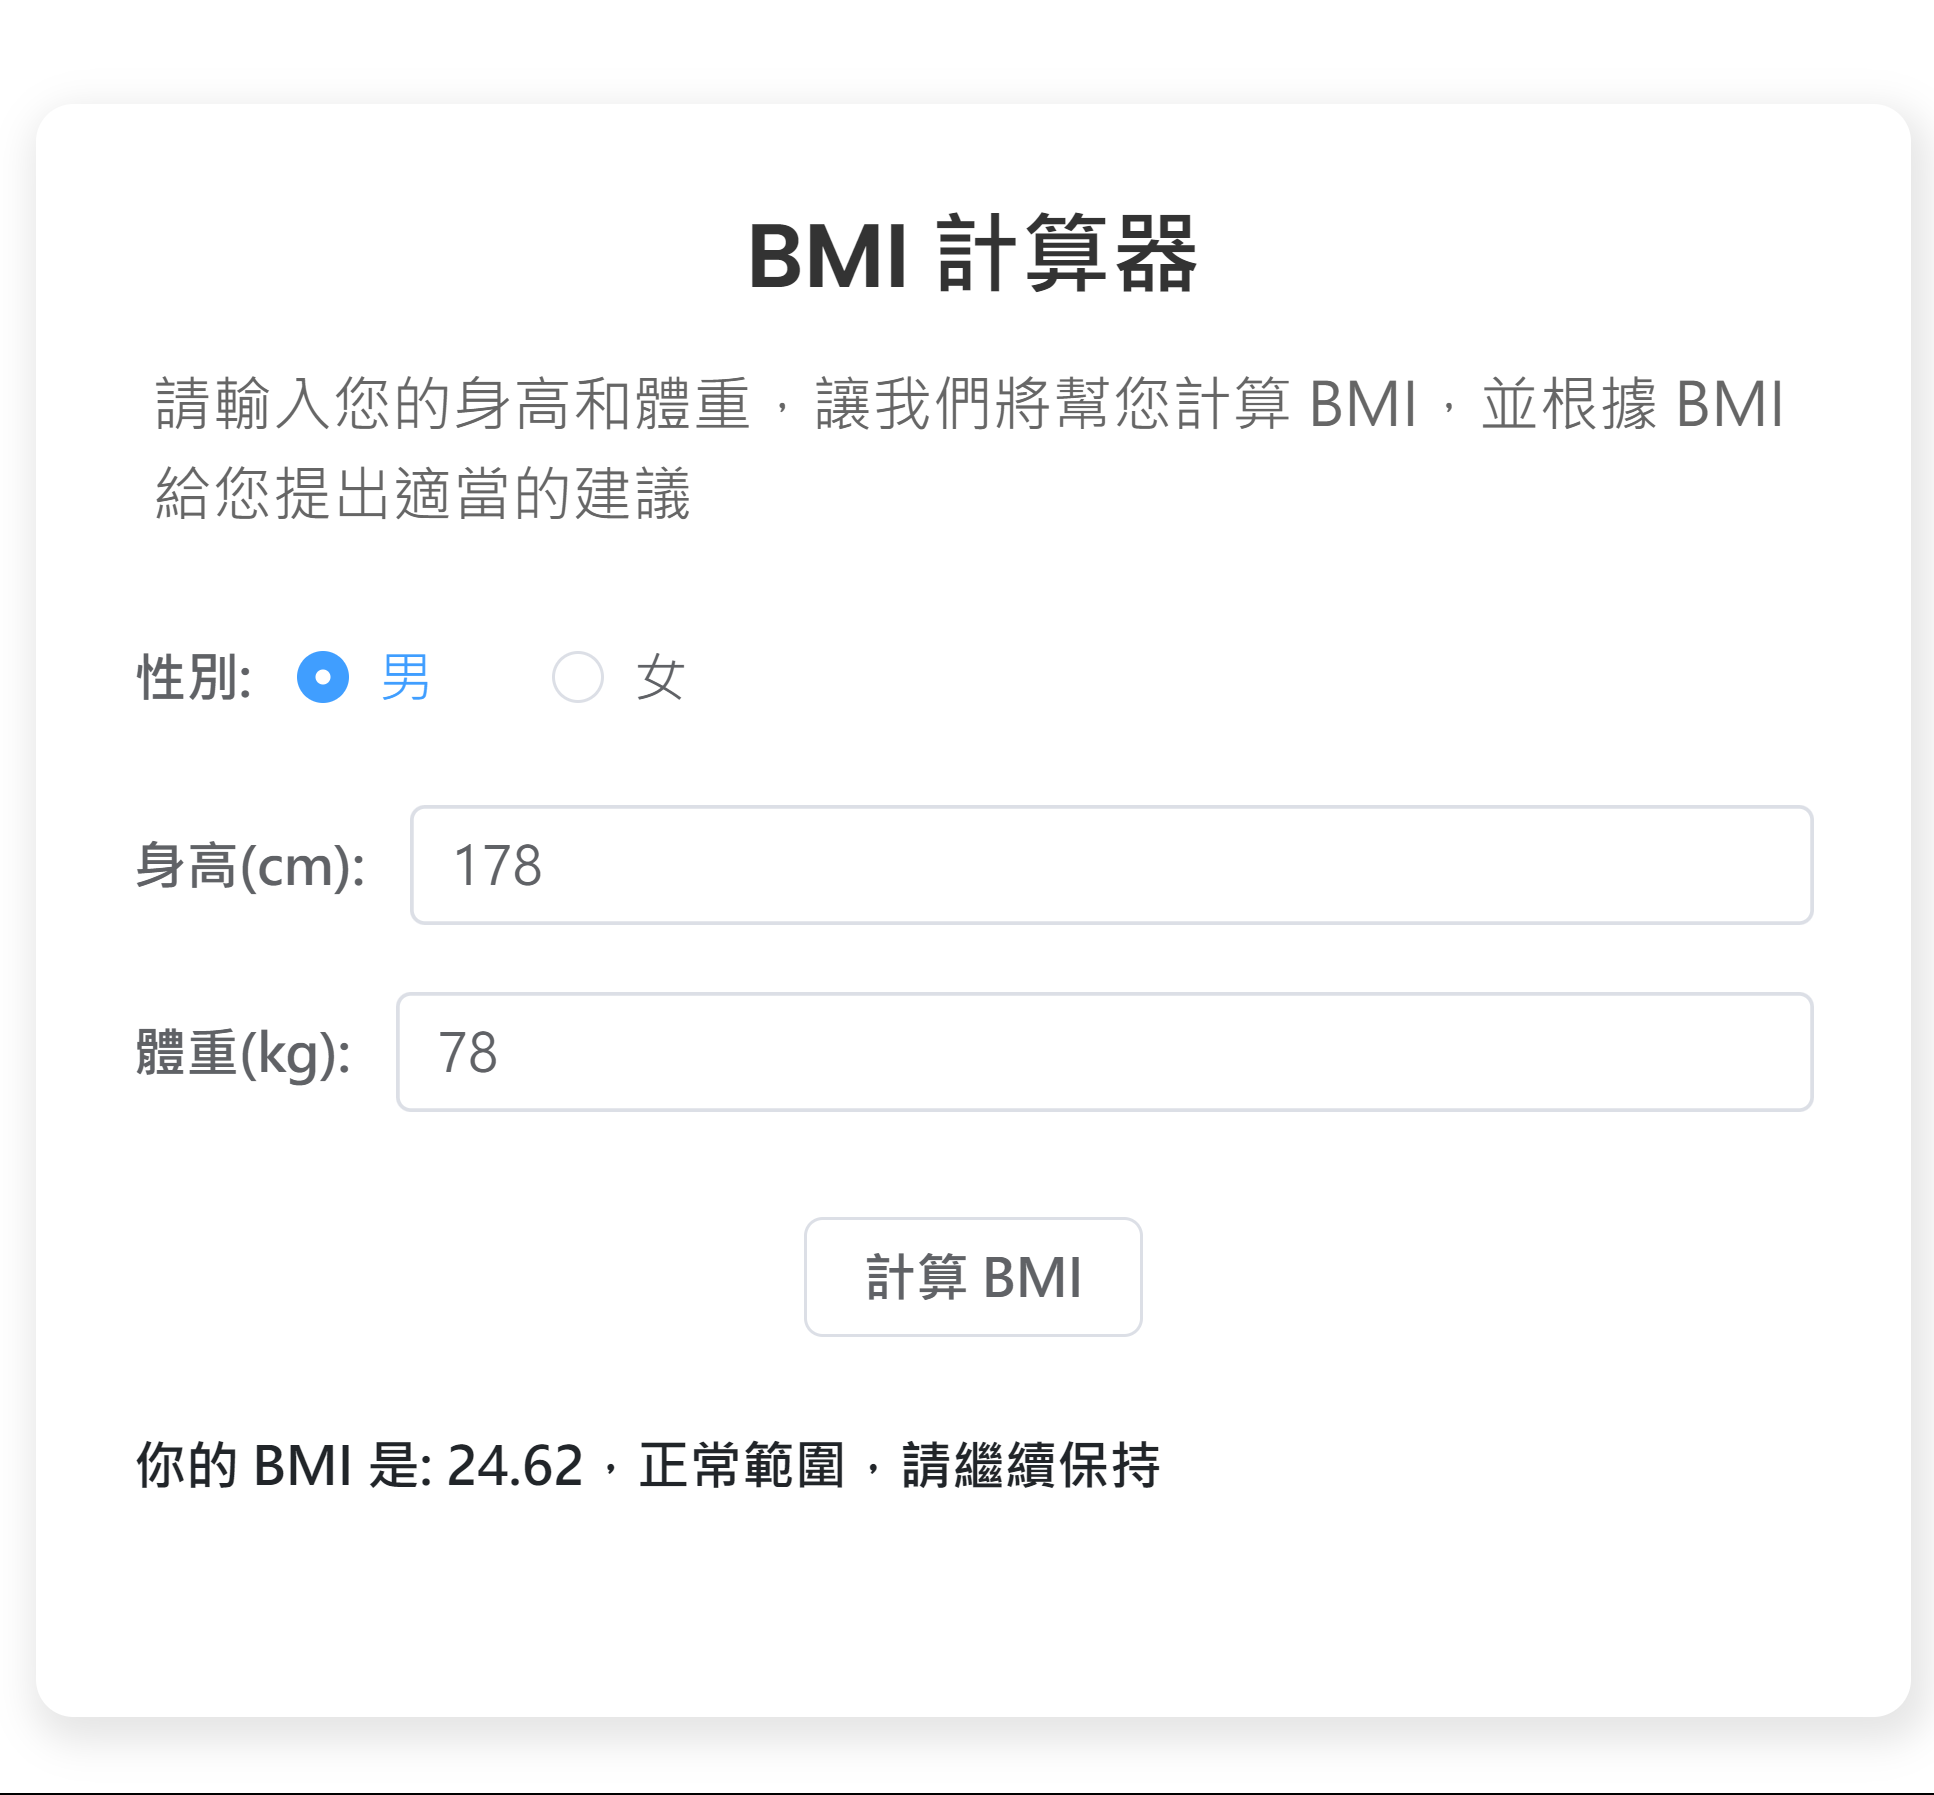 BMI 計算器
請輸入您的身高和體重，讓我們將幫您計算 BMI，並根據 BMI
給您提出適當的建議
性別: 男 女
身高(cm): 178
體重(kg): 78
計算 BMI
你的 BMI 是: 24.62，正常範圍，請繼續保持